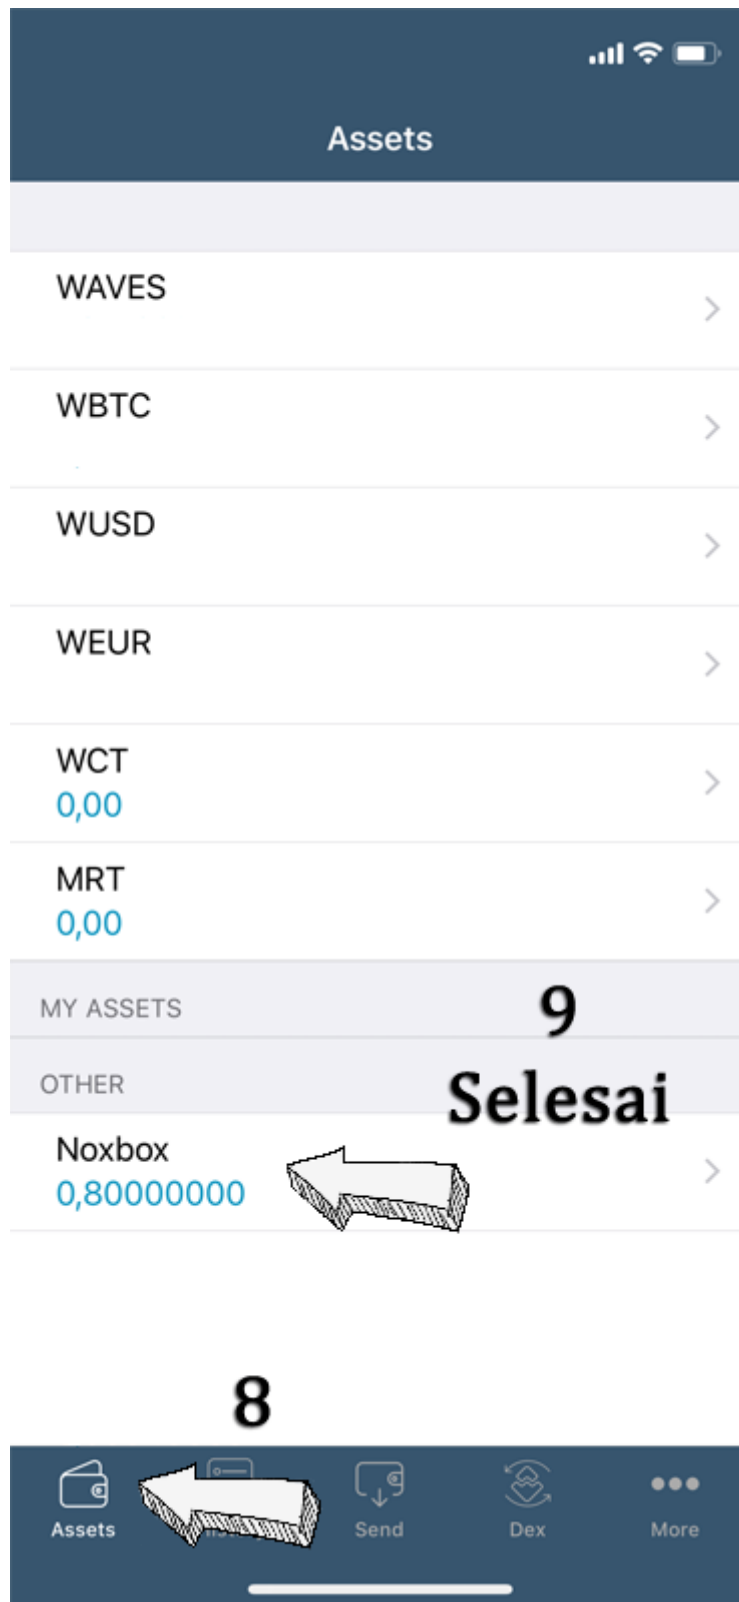 Assets
WAVES
WBTC
WUSD
WEUR
WCT
0,00
MRT
0,00
MY ASSETS
9
OTHER
Selesai
Noxbox
0,80000000
8
Assets
Send
Dex
More